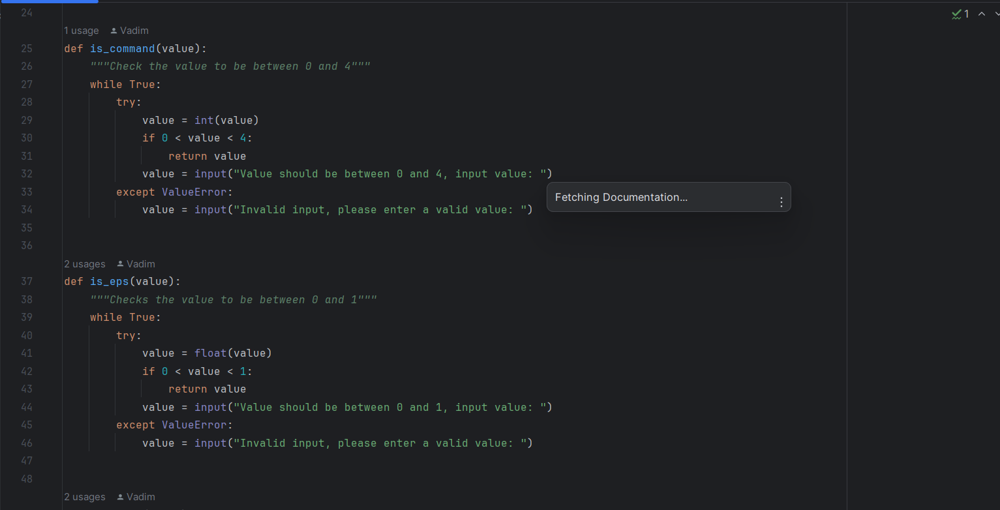 24
1 usage Vadim
25 def is_command(value):
26 """Check the value to be between 0 and 4"""
27 while True:
28 try:
29 value = int(value)
30 if 0 < value < 4:
31 return value
32 value = input("Value should be between 0 and 4, input value: ")
33 except ValueError:
34 value = input("Invalid input, please enter a valid value: ")
35
36
2 usages Vadim
37 def is_eps(value):
38 """Checks the value to be between 0 and 1"""
39 while True:
40 try:
41 value = float(value)
42 if 0 < value < 1:
43 return value
44 value = input("Value should be between 0 and 1, input value: ")
45 except ValueError:
46 value = input("Invalid input, please enter a valid value: ")
47
48
2 usages Vadim
1
Fetching Documentation...